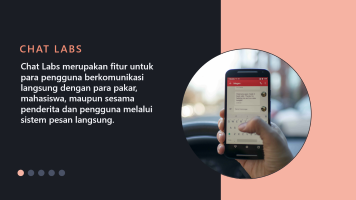 CHAT LABS
Chat Labs merupakan fitur untuk
para pengguna berkomunikasi
langsung dengan para pakar,
mahasiswa, maupun sesama
penderita dan pengguna melalui
sistem pesan langsung.